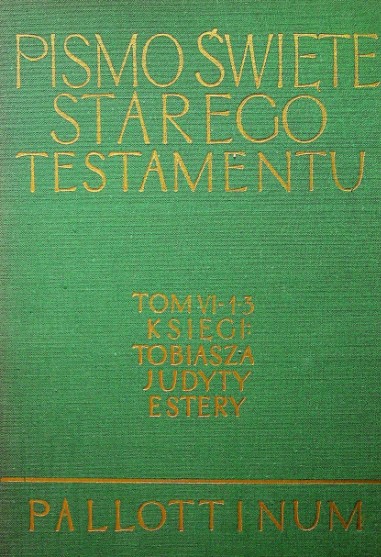 PISMO ŚWIĘTE
STAREGO
TESTAMENTU
TOM VI-1-3
KSIĘGI:
TOBIASZA
JUDYTY
ESTERY
PALLOTTINUM